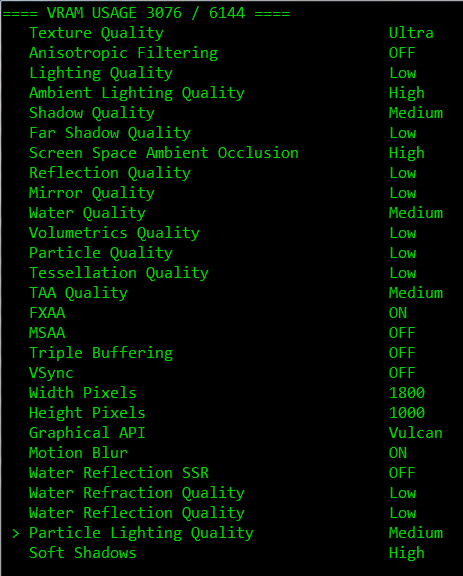 ==== VRAM USAGE 3076 / 6144 ====
Texture Quality Ultra
Anisotropic Filtering OFF
Lighting Quality Low
Ambient Lighting Quality High
Shadow Quality Medium
Far Shadow Quality Low
Screen Space Ambient Occlusion High
Reflection Quality Low
Mirror Quality Low
Water Quality Medium
Volumetrics Quality Low
Particle Quality Low
Tessellation Quality Low
TAA Quality Medium
FXAA ON
MSAA OFF
Triple Buffering OFF
VSync OFF
Width Pixels 1800
Height Pixels 1000
Graphical API Vulcan
Motion Blur ON
Water Reflection SSR OFF
Water Refraction Quality Low
Water Reflection Quality Low
> Particle Lighting Quality Medium
Soft Shadows High